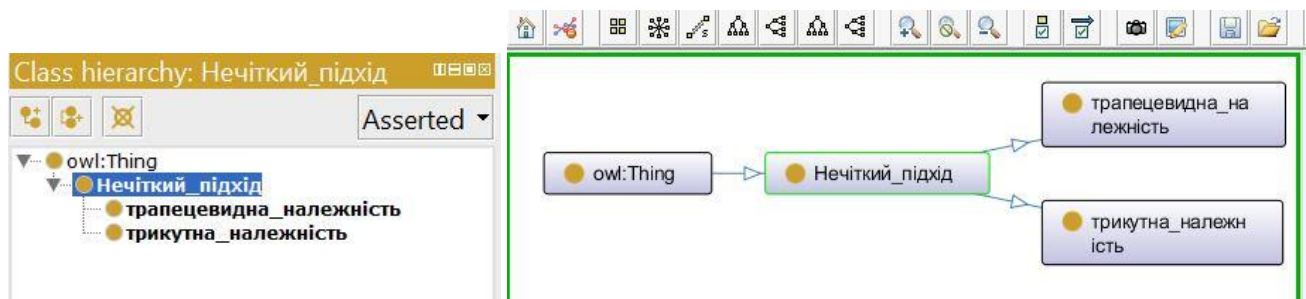 Class hierarchy: Нечіткий_підхід
Asserted
owl:Thing
Нечіткий_підхід
трапецевидна_належність
трикутна_належність
owl:Thing
Нечіткий_підхід
трапецевидна_на
лежність
трикутна_належн
ість